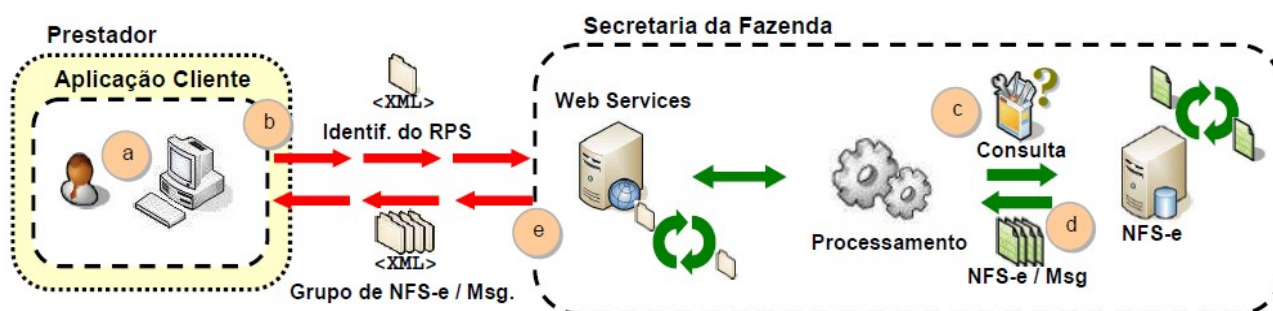 Prestador
Aplicação Cliente
a
b
<XML>
Identif. do RPS
<XML>
Grupo de NFS-e / Msg.
Secretaria da Fazenda
Web Services
e
Processamento
c
?
Consulta
d
NFS-e / Msg
NFS-e